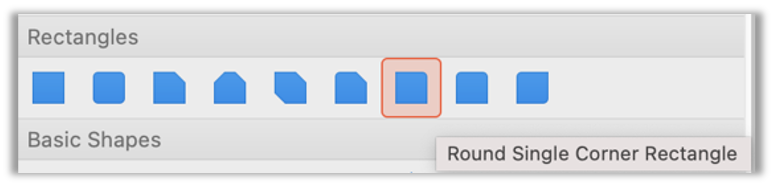 Rectangles
Basic Shapes
Round Single Corner Rectangle